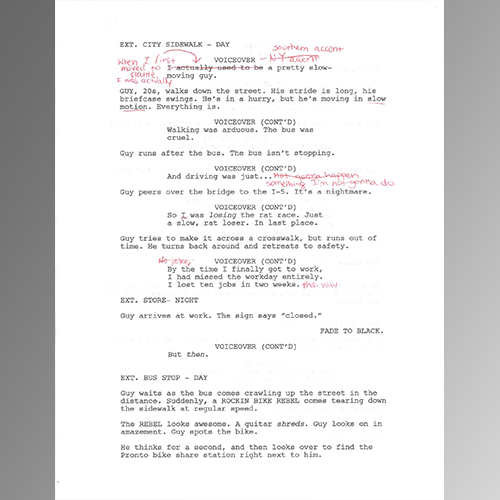 EXT. CITY SIDEWALK - DAY
southern accent
VOICEOVER - NY accent
When I first
moved to I actually used to be a pretty slow-
I was actually moving guy.
GUY, 20s, walks down the street. His stride is long, his
briefcase swings. He's in a hurry, but he's moving in slow
motion. Everything is.
VOICEOVER (CONT'D)
Walking was arduous. The bus was
cruel.
Guy runs after the bus. The bus isn't stopping.
VOICEOVER (CONT'D)
And driving was just...not gonna happen
something I'm not gonna do
Guy peers over the bridge to the I-5. It's a nightmare.
VOICEOVER (CONT'D)
So I was losing the rat race. Just
a slow, rat loser. In last place.
Guy tries to make it across a crosswalk, but runs out of
time. He turns back around and retreats to safety.
No joke, VOICEOVER (CONT'D)
By the time I finally got to work,
I had missed the workday entirely.
I lost ten jobs in two weeks. this way.
EXT. STORE- NIGHT
Guy arrives at work. The sign says "closed."
FADE TO BLACK.
VOICEOVER (CONT'D)
But then.
EXT. BUS STOP - DAY
Guy waits as the bus comes crawling up the street in the
distance. Suddenly, a ROCKIN BIKE REBEL comes tearing down
the sidewalk at regular speed.
The REBEL looks awesome. A guitar shreds. Guy looks on in
amazement. Guy spots the bike.
He thinks for a second, and then looks over to find the
Pronto bike share station right next to him.